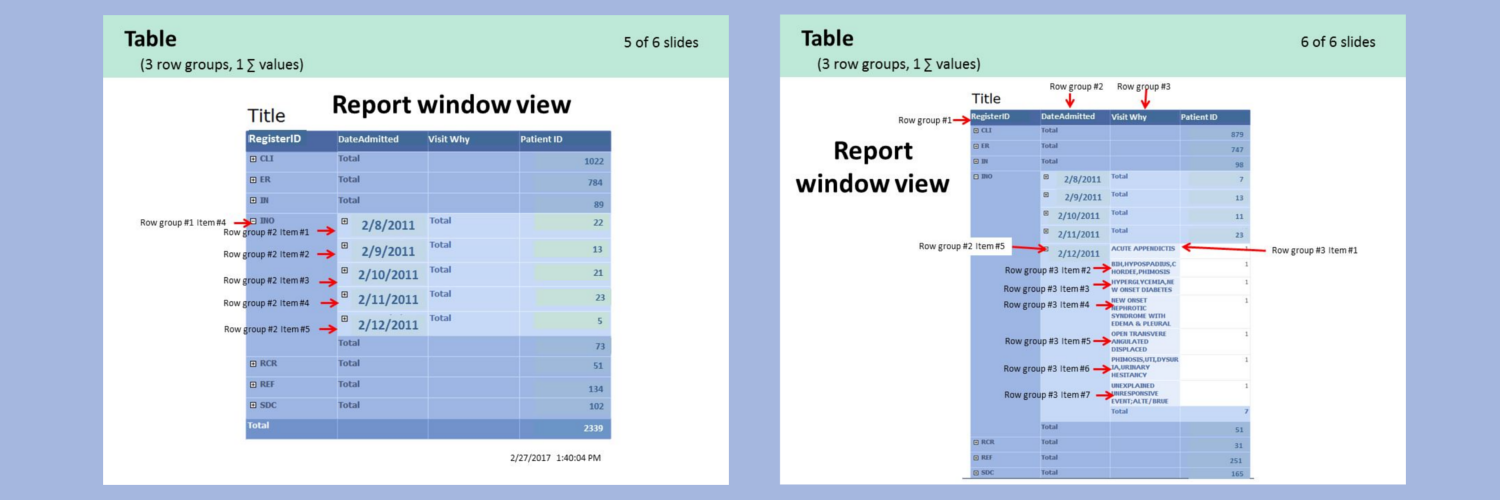 Table
5 of 6 slides
(3 row groups, 1 ∑ values)
Title
Report window view
RegisterID DateAdmitted Visit Why Patient ID
CLI Total 1022
ER Total 784
IN Total 89
Row group #1 Item #4 INO 2/8/2011 Total 22
Row group #2 Item #1
Row group #2 Item #2 2/9/2011 Total 13
Row group #2 Item #3 2/10/2011 Total 21
Row group #2 Item #4 2/11/2011 Total 23
Row group #2 Item #5 2/12/2011 Total 5
Total 73
RCR Total 51
REF Total 134
SDC Total 102
Total 2339
2/27/2017 1:40:04 PM
Table
6 of 6 slides
(3 row groups, 1 ∑ values)
Row group #2 Row group #3
Title
Row group #1 RegisterID DateAdmitted Visit Why Patient ID
Report
window view
CLI Total 879
ER Total 747
IN Total 98
INO 2/8/2011 Total 7
2/9/2011 Total 13
2/10/2011 Total 11
2/11/2011 Total 23
Row group #2 Item #5 2/12/2011 ACUTE APPENDICTIS 1 Row group #3 Item #1
Row group #3 Item #2 BIH,HYPOSPADIUS,C 1
HORDEE,PHIMOSIS
Row group #3 Item #3 HYPERGLYCEMIA,NE 1
W ONSET DIABETES
Row group #3 Item #4 NEW ONSET 1
NEPHROTIC
SYNDROME WITH
EDEMA & PLEURAL
Row group #3 Item #5 OPEN TRANSVERE 1
ANGULATED
DISPLACED
Row group #3 Item #6 PHIMOSIS,UTI,DYSUR 1
IA,URINARY
HESITANCY
Row group #3 Item #7 UNEXPLAINED 1
UNRESPONSIVE
EVENT;ALTE/BRUE
Total 7
Total 51
RCR Total 31
REF Total 251
SDC Total 165